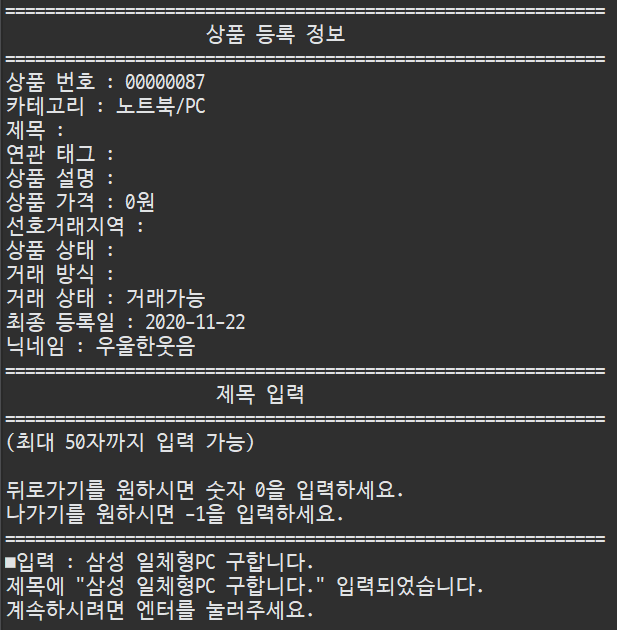 ============================================================
상품 등록 정보
============================================================
상품 번호 : 00000087
카테고리 : 노트북/PC
제목 :
연관 태그 :
상품 설명 :
상품 가격 : 0원
선호거래지역 :
상품 상태 :
거래 방식 :
거래 상태 : 거래가능
최종 등록일 : 2020-11-22
닉네임 : 우울한웃음
============================================================
제목 입력
============================================================
(최대 50자까지 입력 가능)
뒤로가기를 원하시면 숫자 0을 입력하세요.
나가기를 원하시면 -1을 입력하세요.
============================================================
■입력 : 삼성 일체형PC 구합니다.
제목에 "삼성 일체형PC 구합니다." 입력되었습니다.
계속하시려면 엔터를 눌러주세요.